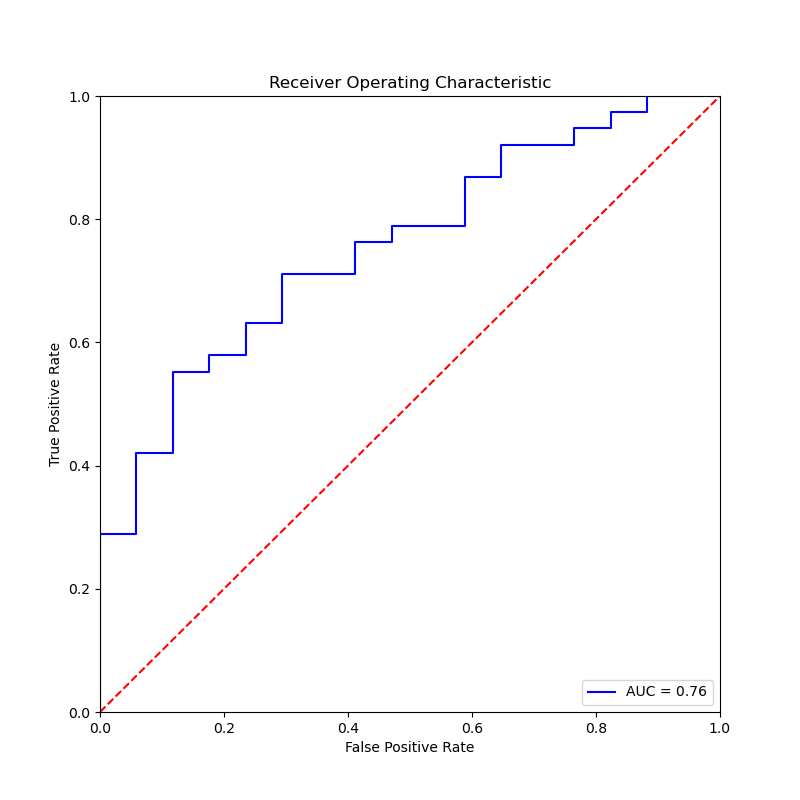 Receiver Operating Characteristic
1.0
0.8
0.6
0.4
0.2
0.0
True Positive Rate
AUC = 0.76
0.0 0.2 0.4 0.6 0.8 1.0
False Positive Rate